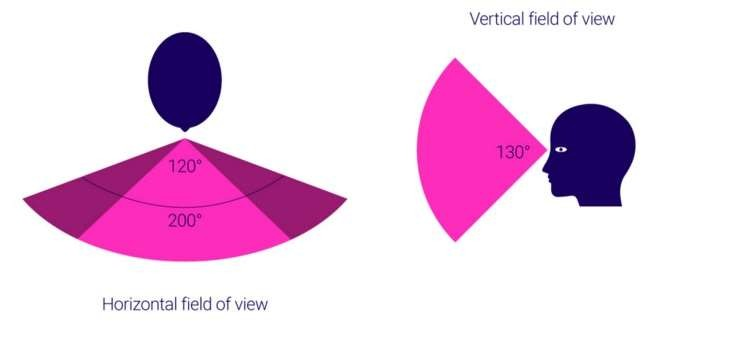 Vertical field of view
120°
200°
130°
Horizontal field of view